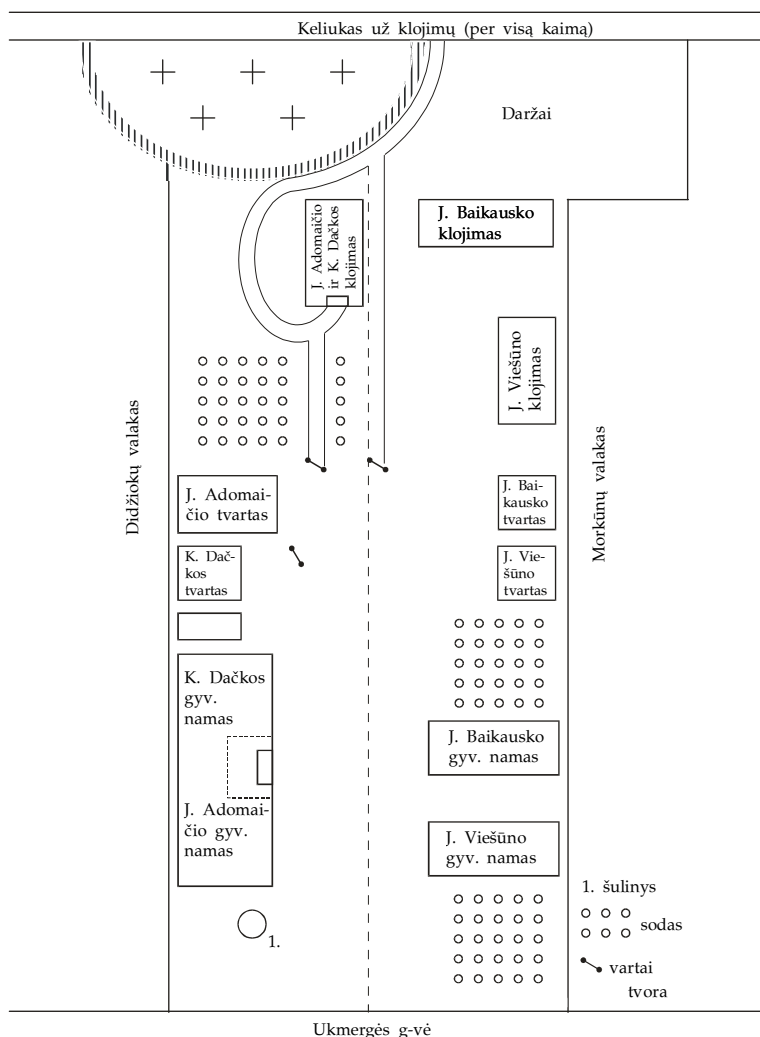 Keliukas už klojimų (per visą kaimą)
Daržai
J. Adomaičio
ir K. Dačkos
klojimas
J. Baikausko
klojimas
J. Viešūno
klojimas
Didžiokų valakas
Morkūnų valakas
J. Adomai-
čio tvartas
J. Bai-
kausko
tvartas
K. Dač-
kos
tvartas
J. Vie-
šūno
tvartas
K. Dačkos
gyv.
namas
J. Baikausko
gyv. namas
J. Adomai-
čio gyv.
namas
J. Viešūno
gyv. namas
1.
1. šulinys
sodas
vartai
tvora
Ukmergės g-vė